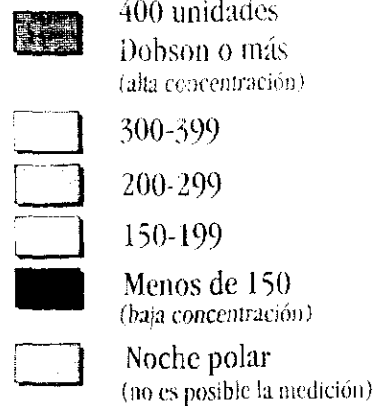 400 unidades
Dobson o más
(alta concentración)
300-399
200-299
150-199
Menos de 150
(baja concentración)
Noche polar
(no es posible la medición)